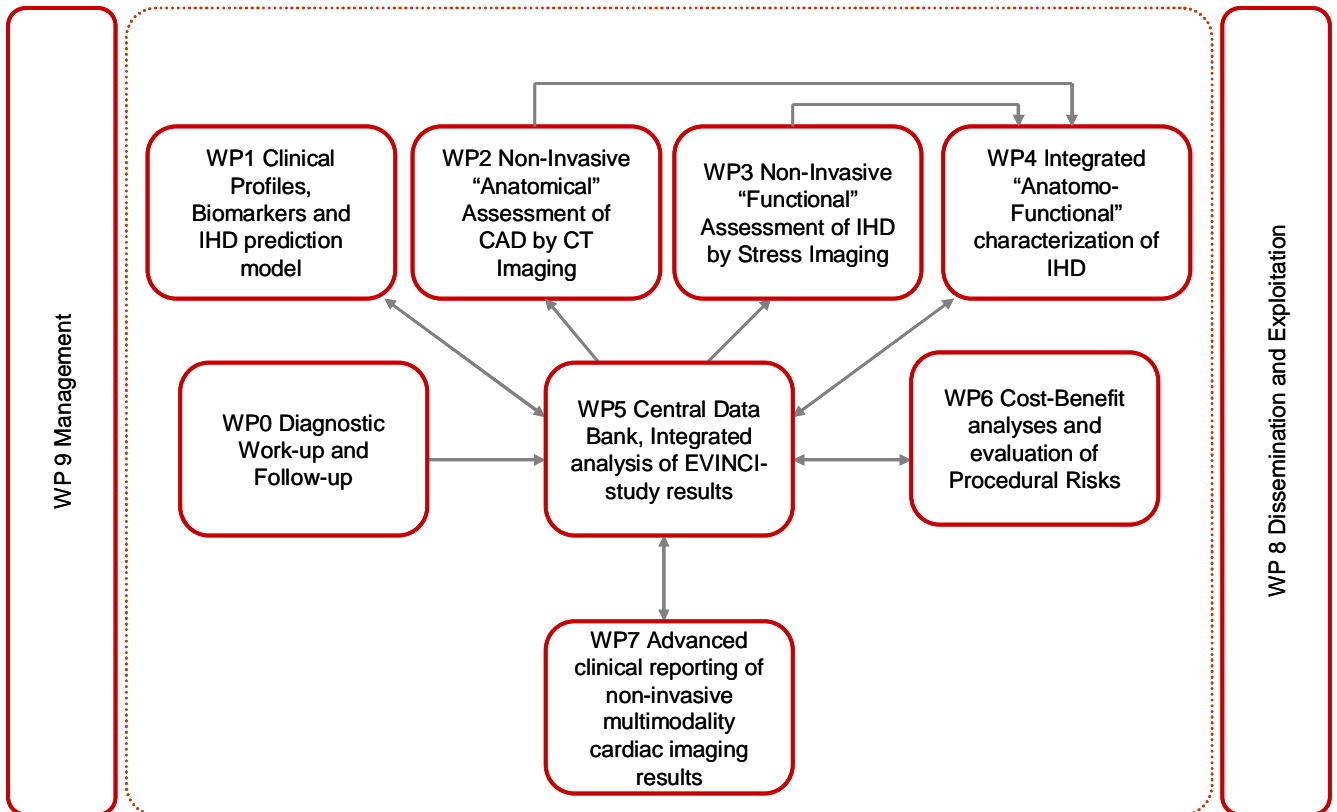 WP 9 Management
WP1 Clinical
Profiles,
Biomarkers and
IHD prediction
model
WP2 Non-Invasive
“Anatomical”
Assessment of
CAD by CT
Imaging
WP3 Non-Invasive
“Functional”
Assessment of IHD
by Stress Imaging
WP4 Integrated
“Anatomo-
Functional”
characterization of
IHD
WP0 Diagnostic
Work-up and
Follow-up
WP5 Central Data
Bank, Integrated
analysis of EVINCI-
study results
WP6 Cost-Benefit
analyses and
evaluation of
Procedural Risks
WP7 Advanced
clinical reporting of
non-invasive
multimodality
cardiac imaging
results
WP 8 Dissemination and Exploitation